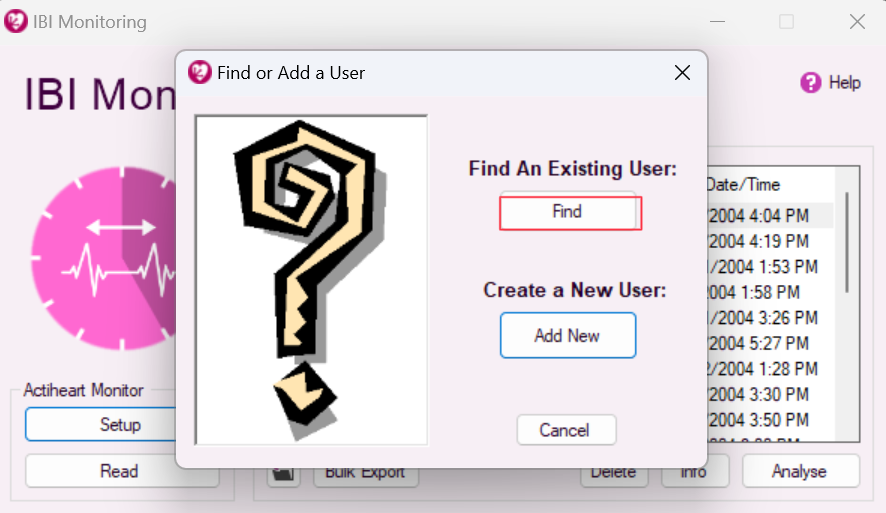 IBI Monitoring
Find or Add a User
IBI Mon
Help
Find An Existing User:
Find
Create a New User:
Add New
Cancel
Date/Time
/2004 4:04 PM
/2004 4:19 PM
1/2004 1:53 PM
2004 1:58 PM
1/2004 3:26 PM
/2004 5:27 PM
2/2004 1:28 PM
/2004 3:30 PM
/2004 3:50 PM
Actiheart Monitor
Setup
Read
Bulk Export
Delete
Info
Analyse